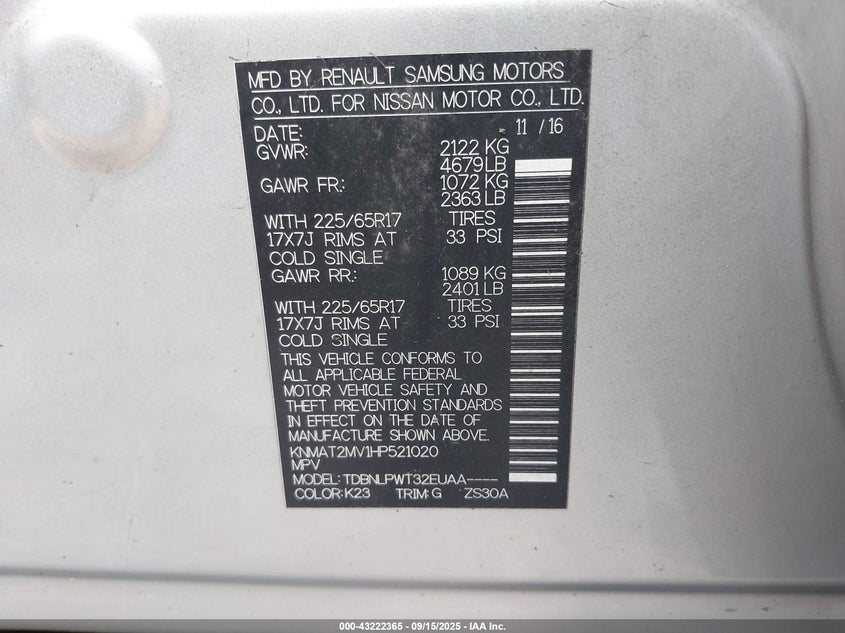 MFD BY RENAULT SAMSUNG MOTORS
CO., LTD. FOR NISSAN MOTOR CO., LTD.
DATE: 11 / 16
GVWR: 2122 KG
4679 LB
GAWR FR.: 1072 KG
2363 LB
WITH 225/65R17 TIRES
17X7J RIMS AT 33 PSI
COLD SINGLE
GAWR RR.: 1089 KG
2401 LB
WITH 225/65R17 TIRES
17X7J RIMS AT 33 PSI
COLD SINGLE
THIS VEHICLE CONFORMS TO
ALL APPLICABLE FEDERAL
MOTOR VEHICLE SAFETY AND
THEFT PREVENTION STANDARDS
IN EFFECT ON THE DATE OF
MANUFACTURE SHOWN ABOVE.
KNMAT2MV1HP521020
MPV
MODEL: TDBNLPWT32EUAA----
COLOR: K23 TRIM: G ZS30A
000-43222365 - 09/15/2025 - IAA Inc.